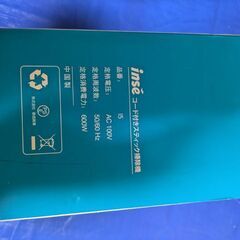 inse コード付きスティック掃除機
品番: I5
定格電圧: AC 100V
定格周波数: 50/60 Hz
定格消費電力: 600W
中国製